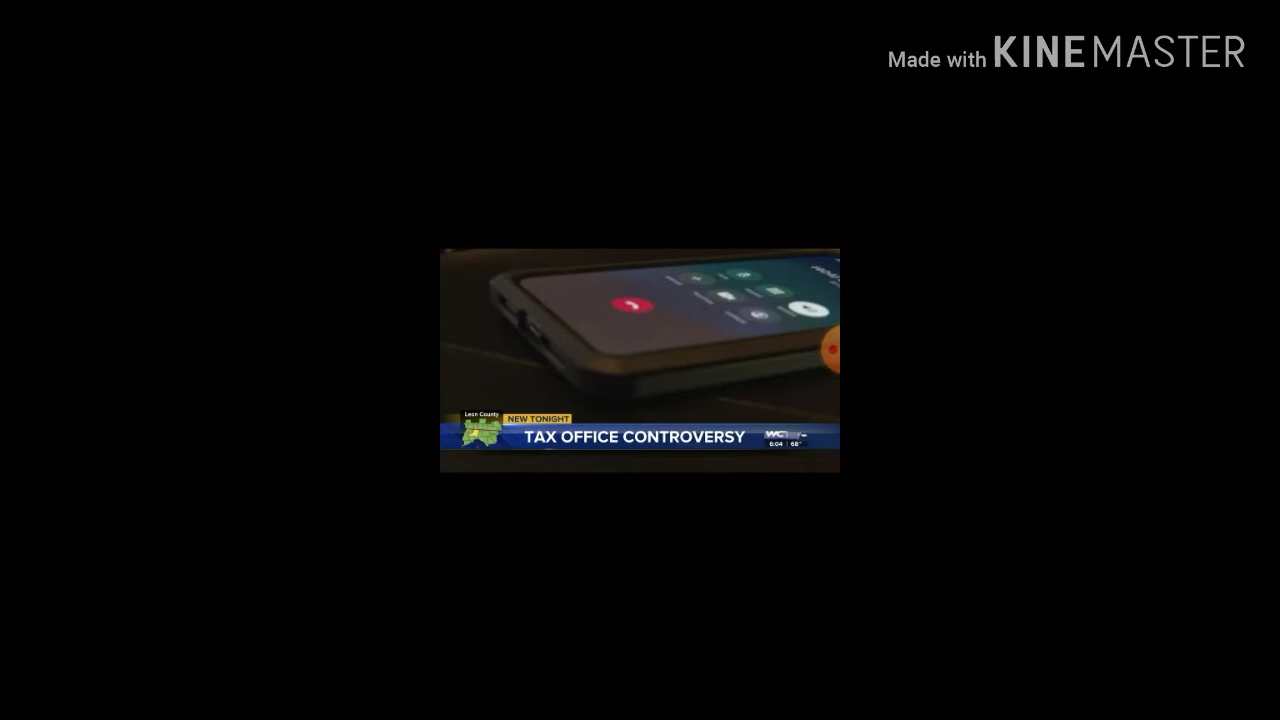 Made with KINEMASTER
Leon County
NEW TONIGHT
TAX OFFICE CONTROVERSY
6:04 68°